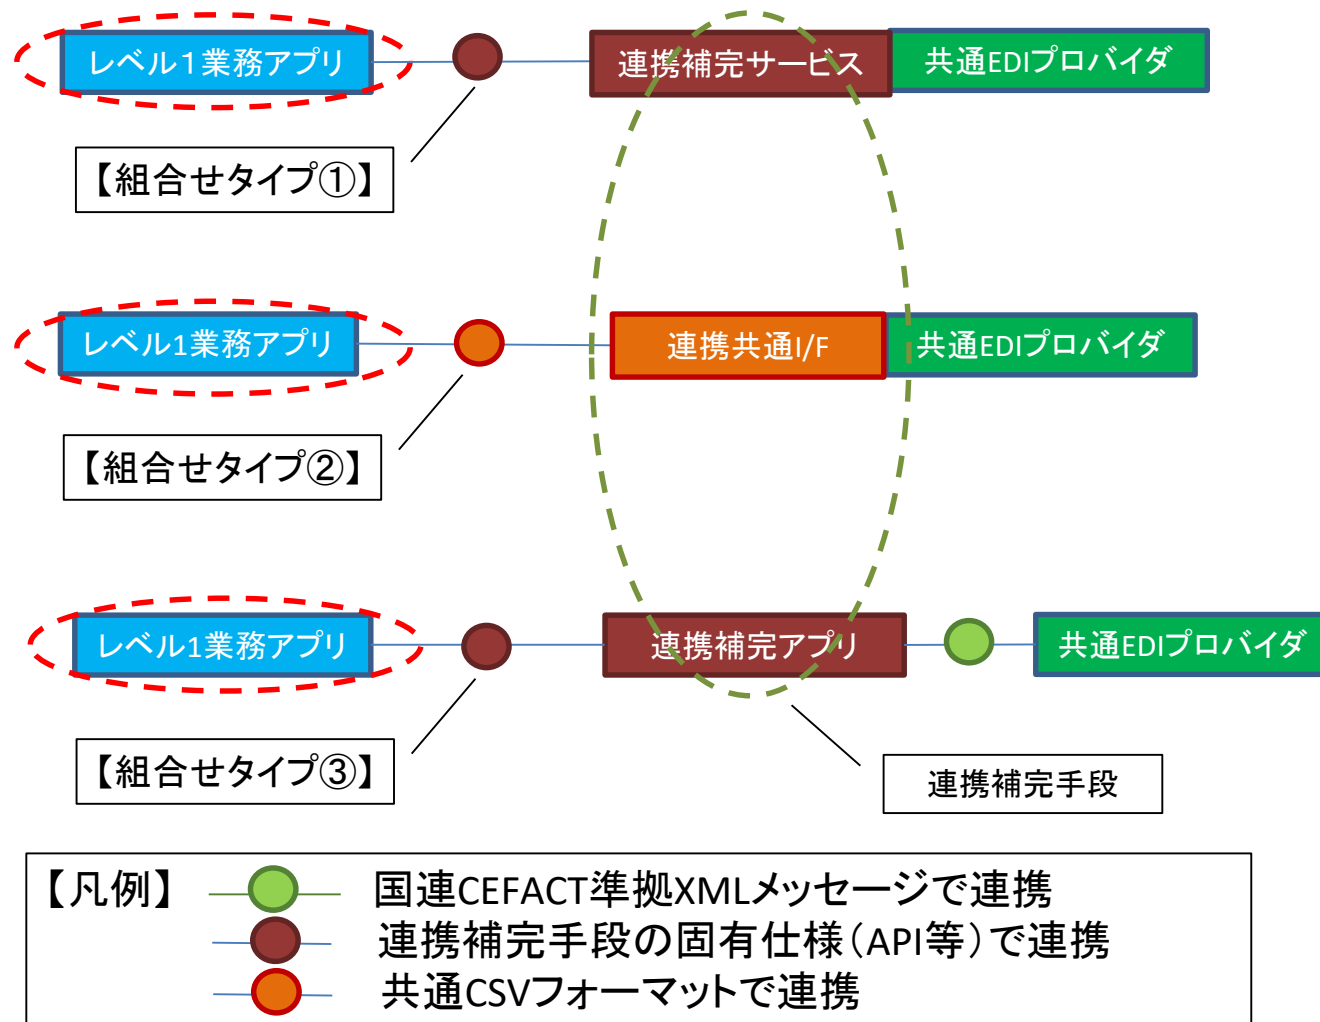 レベル１業務アプリ
連携補完サービス
共通EDIプロバイダ
【組合せタイプ①】
レベル1業務アプリ
連携共通I/F
共通EDIプロバイダ
【組合せタイプ②】
レベル1業務アプリ
連携補完アプリ
共通EDIプロバイダ
【組合せタイプ③】
連携補完手段
【凡例】
国連CEFACT準拠XMLメッセージで連携
連携補完手段の固有仕様（API等）で連携
共通CSVフォーマットで連携